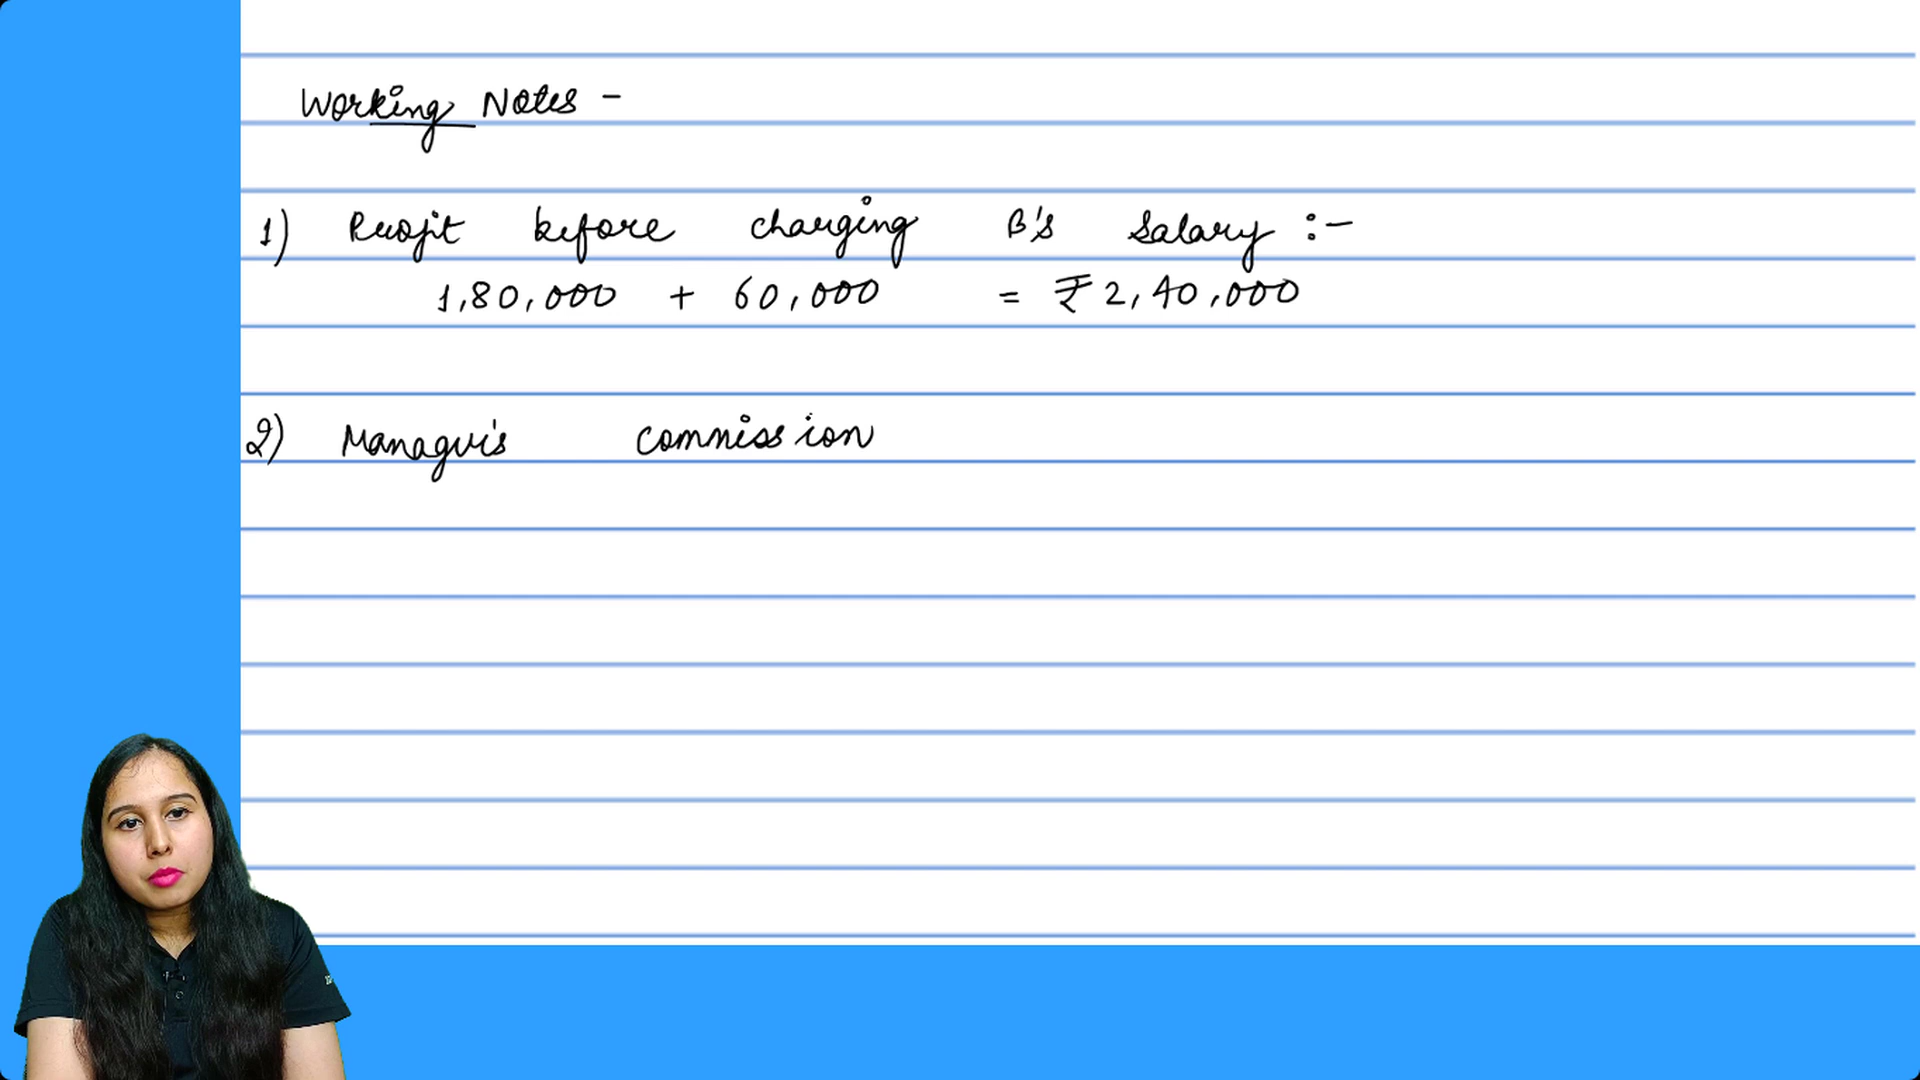 Working Notes -
1) Profit before charging B's Salary :-
1,80,000 + 60,000 = ₹ 2,40,000
2) Manager's Commission